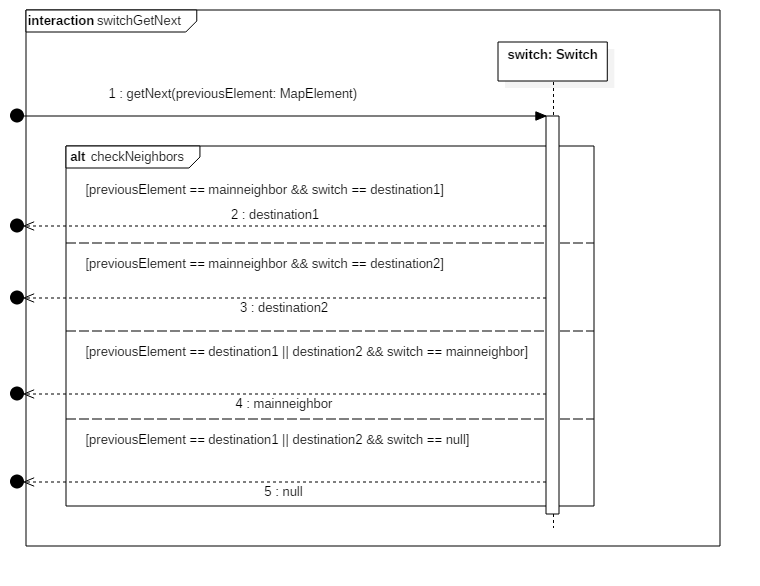 interaction switchGetNext
switch: Switch
1 : getNext(previousElement: MapElement)
alt checkNeighbors
[previousElement == mainneighbor && switch == destination1]
2 : destination1
[previousElement == mainneighbor && switch == destination2]
3 : destination2
[previousElement == destination1 || destination2 && switch == mainneighbor]
4 : mainneighbor
[previousElement == destination1 || destination2 && switch == null]
5 : null